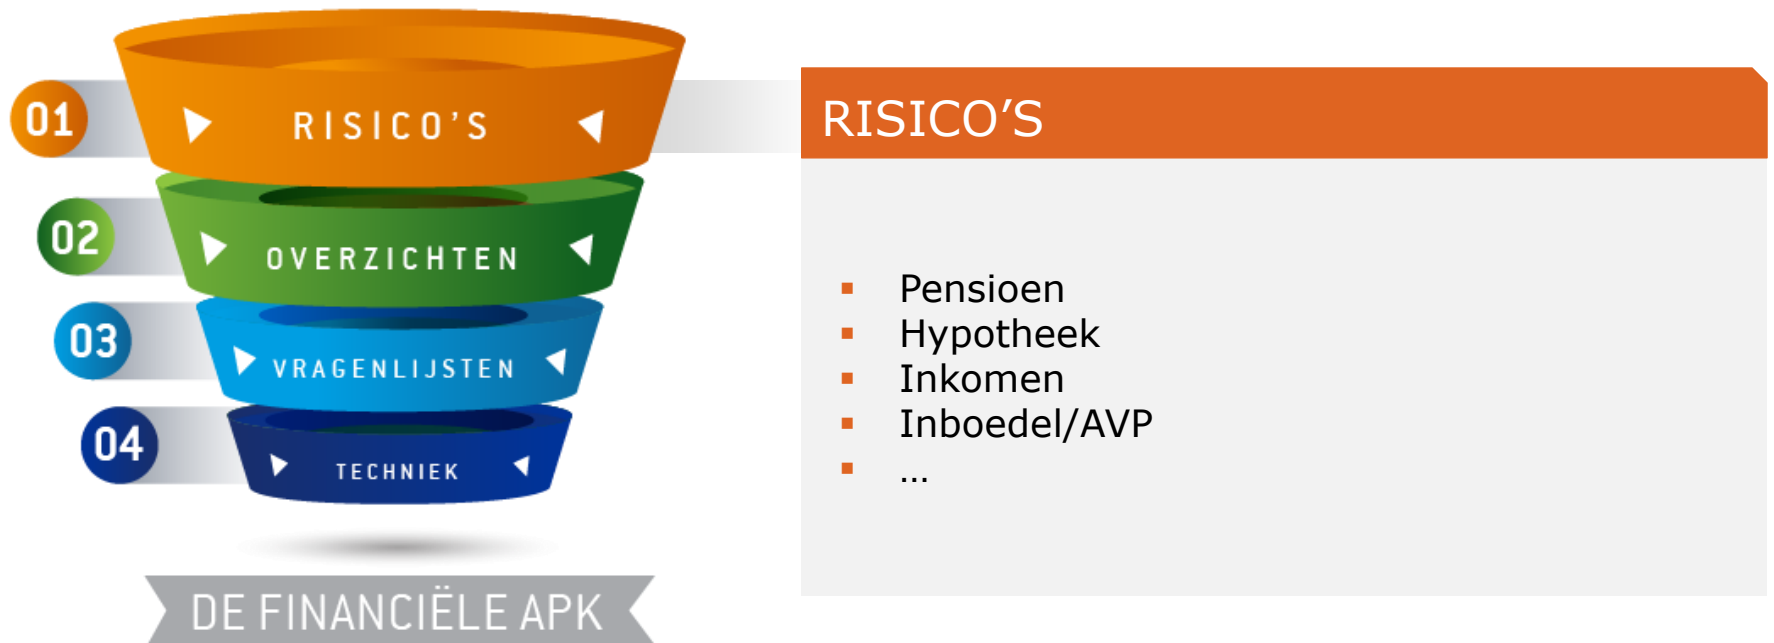 01
RISICO'S
02
OVERZICHTEN
03
VRAGENLIJSTEN
04
TECHNIEK
DE FINANCIËLE APK
RISICO’S
Pensioen
Hypotheek
Inkomen
Inboedel/AVP
…